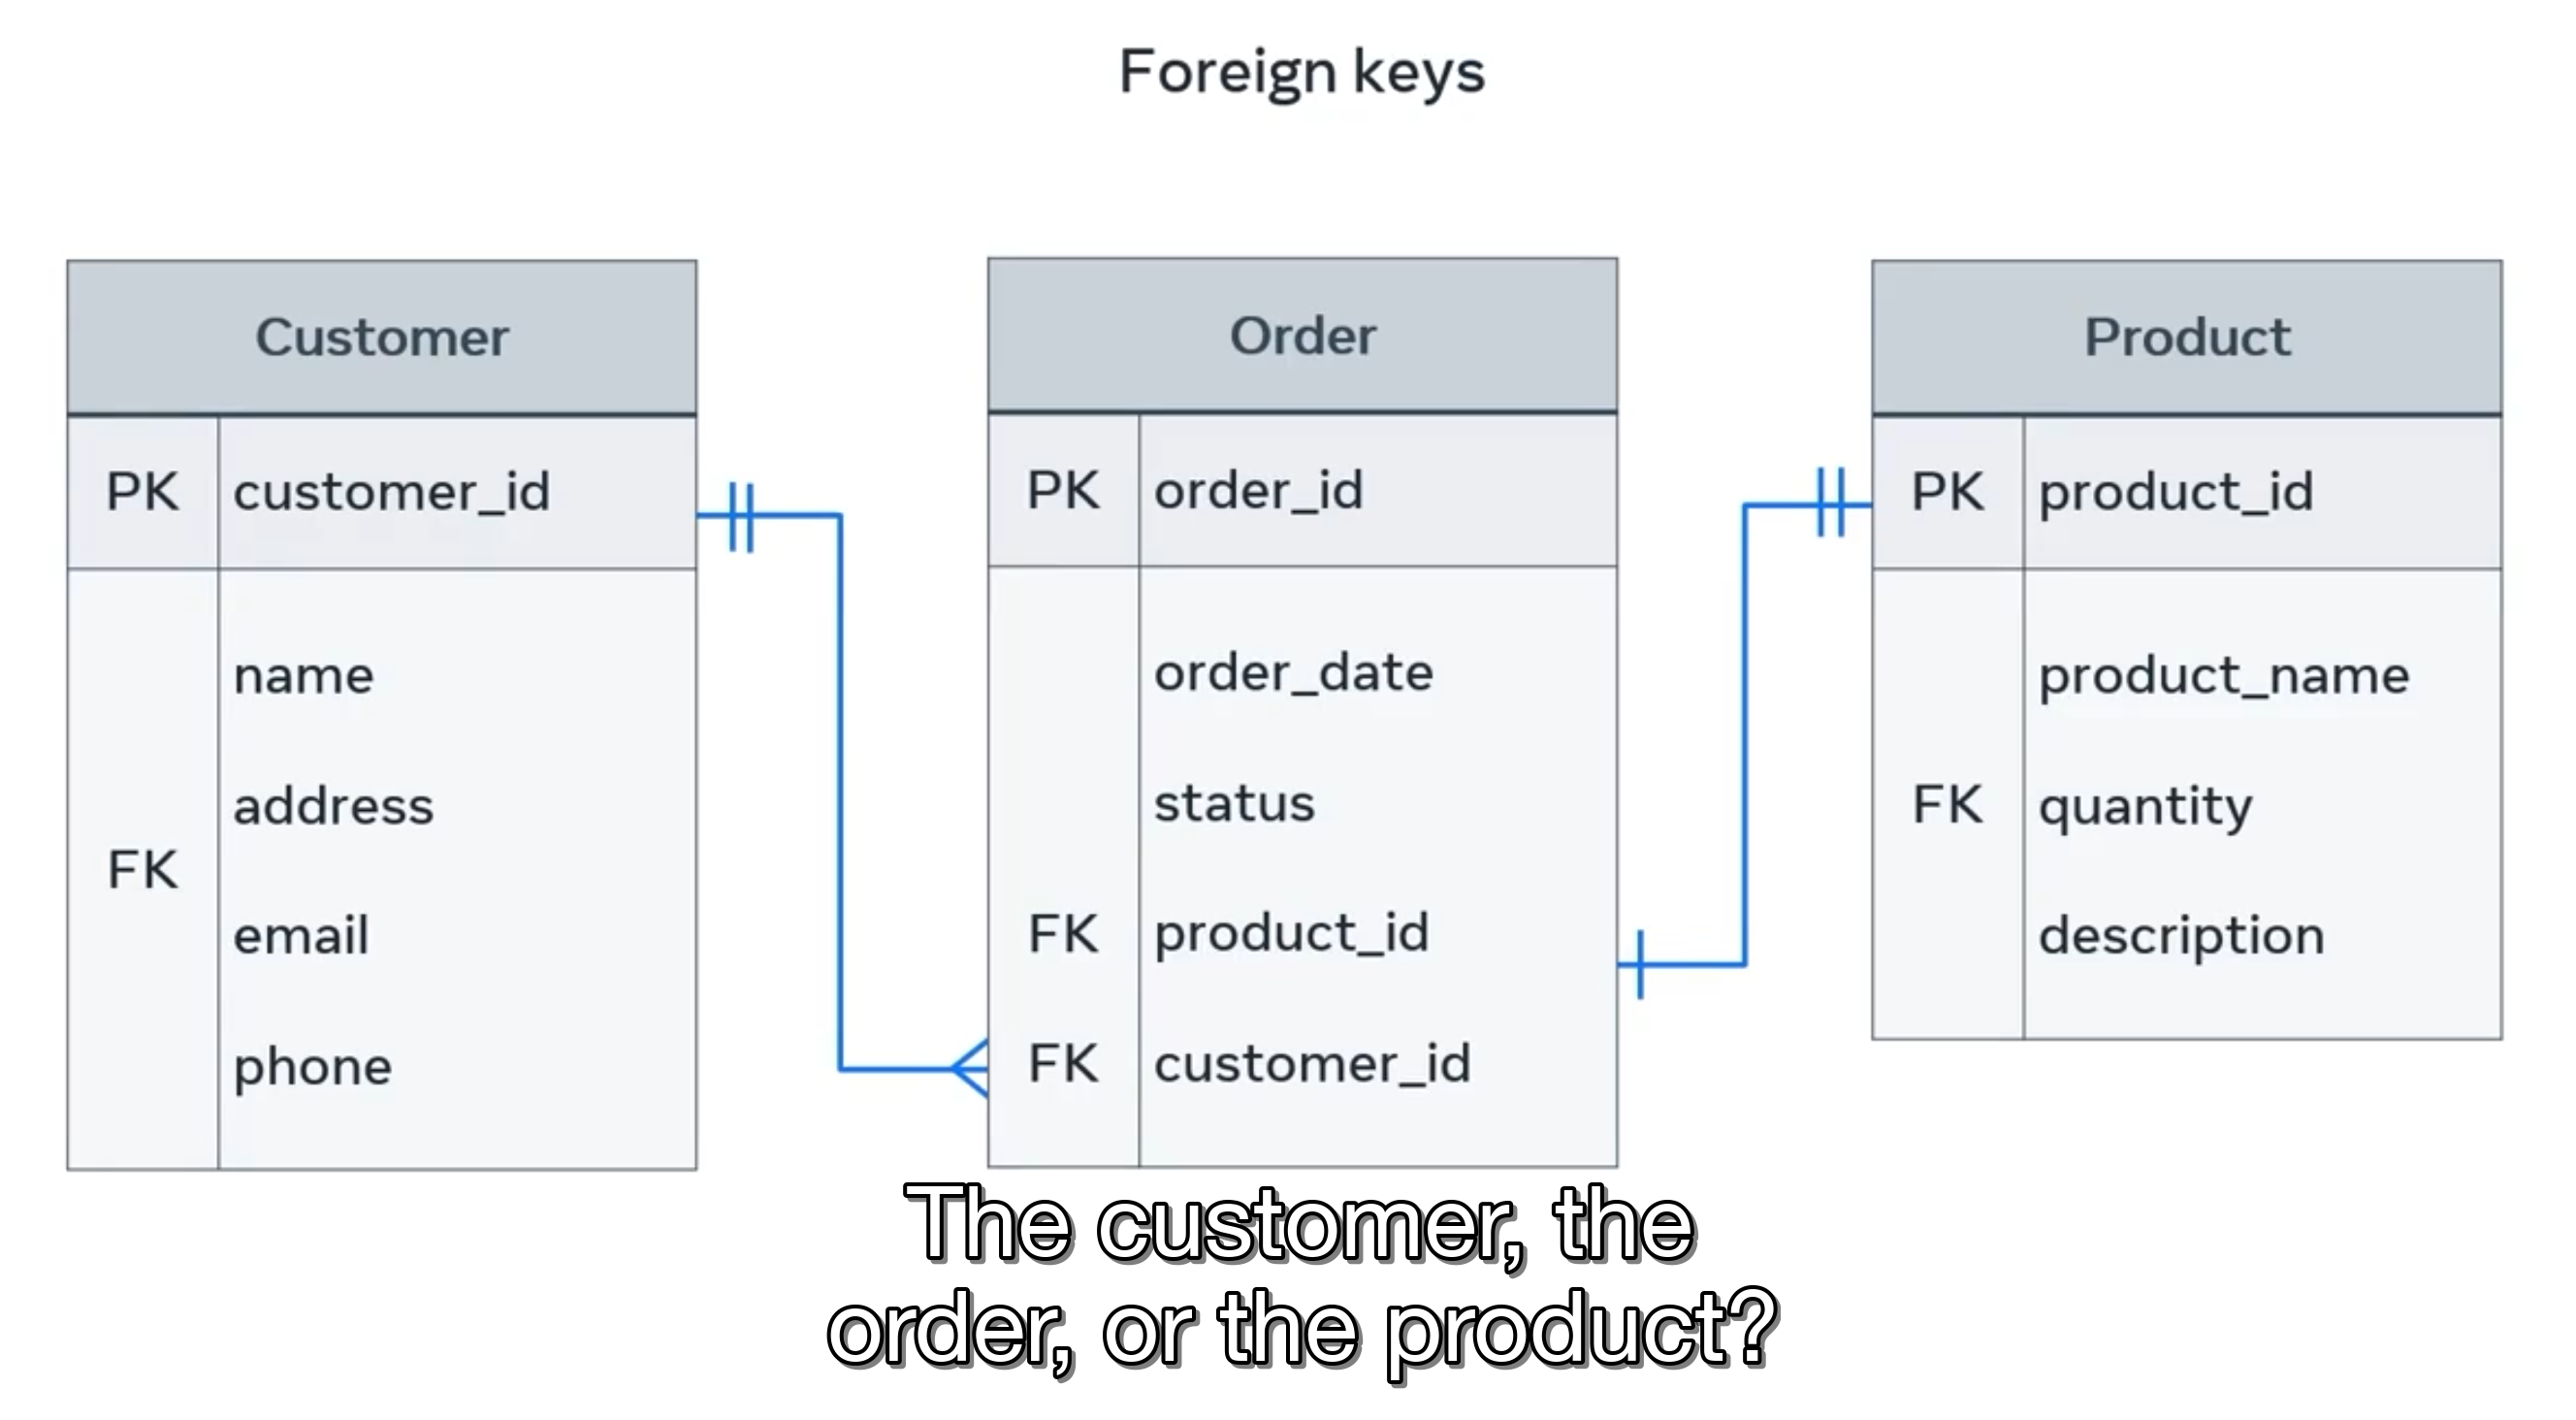 Foreign keys
Customer
PK customer_id
name
address
FK
email
phone
Order
PK order_id
order_date
status
FK product_id
FK customer_id
Product
PK product_id
product_name
FK quantity
description
The customer, the
order, or the product?